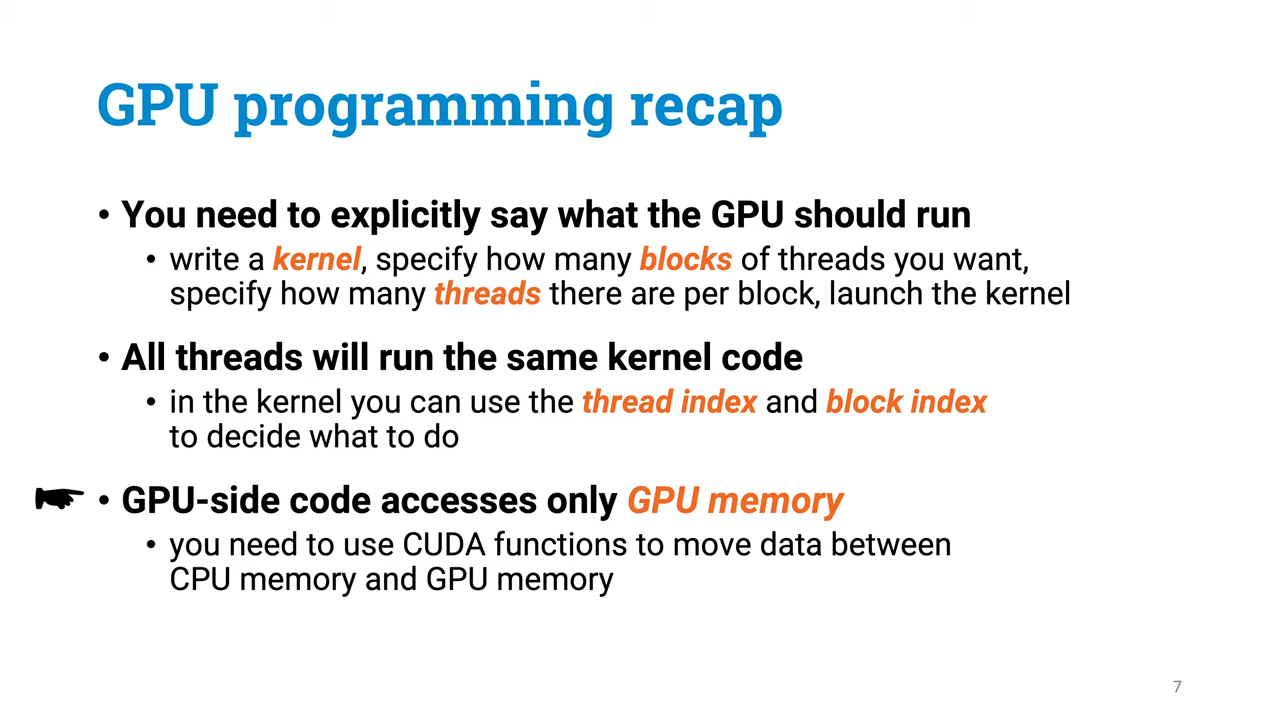 GPU programming recap
• You need to explicitly say what the GPU should run
• write a kernel, specify how many blocks of threads you want,
specify how many threads there are per block, launch the kernel
• All threads will run the same kernel code
• in the kernel you can use the thread index and block index
to decide what to do
• GPU-side code accesses only GPU memory
• you need to use CUDA functions to move data between
CPU memory and GPU memory
7